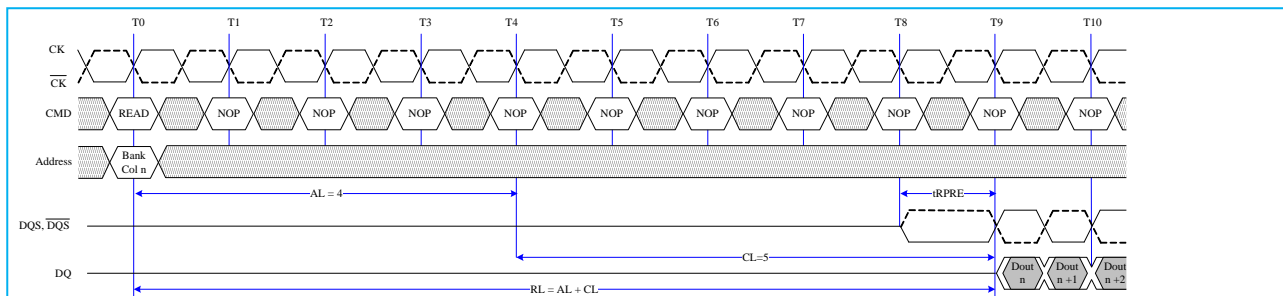 T0 T1 T2 T3 T4 T5 T6 T7 T8 T9 T10
CK
CK
CMD READ NOP NOP NOP NOP NOP NOP NOP NOP NOP NOP
Address Bank
Col n
AL = 4 tRPRE
DQS, DQS
CL=5
DQ Dout Dout Dout
n n +1 n +2
RL = AL + CL